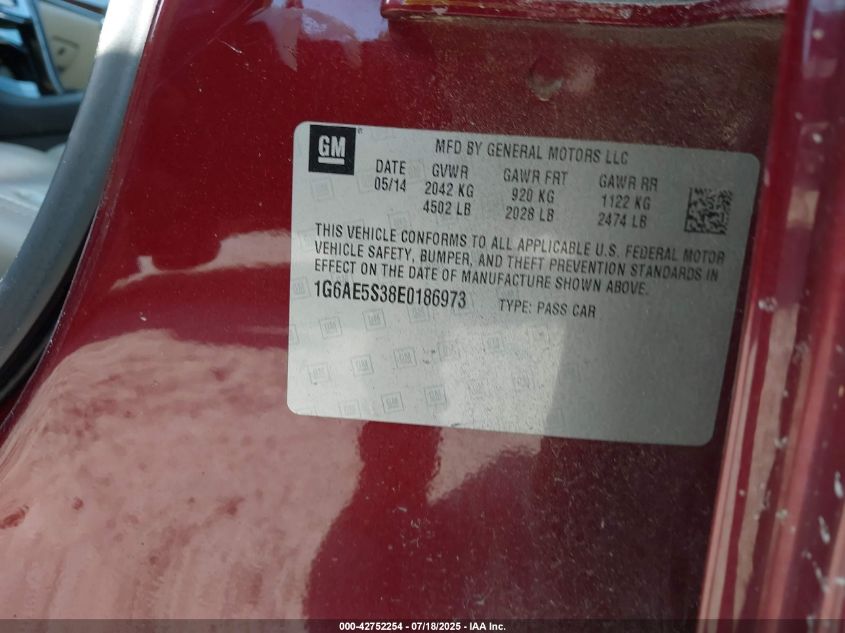 GM
MFD BY GENERAL MOTORS LLC
DATE GVWR GAWR FRT GAWR RR
05/14 2042 KG 920 KG 1122 KG
4502 LB 2028 LB 2474 LB
THIS VEHICLE CONFORMS TO ALL APPLICABLE U.S. FEDERAL MOTOR
VEHICLE SAFETY, BUMPER, AND THEFT PREVENTION STANDARDS IN
EFFECT ON THE DATE OF MANUFACTURE SHOWN ABOVE.
1G6AE5S38E0186973 TYPE: PASS CAR
000-42752254 - 07/18/2025 - IAA Inc.